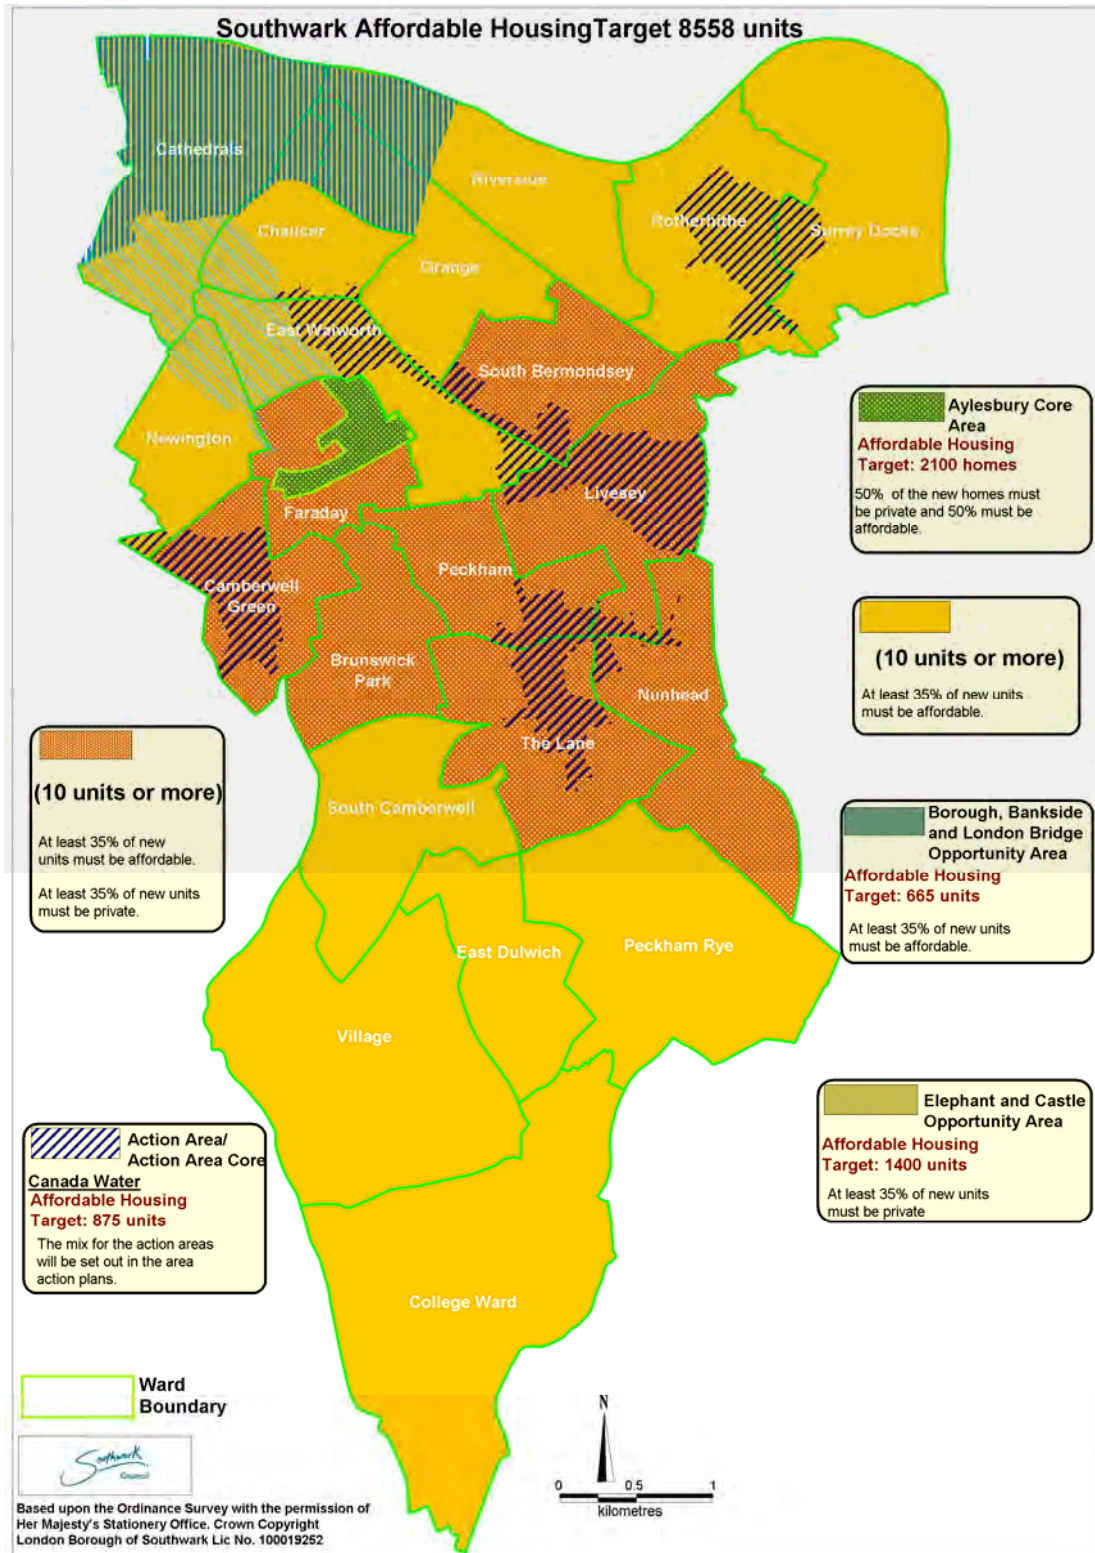 Southwark Affordable HousingTarget 8558 units
Cathedrals
Riverside
Chaucer
Rotherhithe
Surrey Docks
Grange
East Walworth
South Bermondsey
Newington
Livesey
Faraday
Peckham
Camberwell
Green
Brunswick
Park
Nunhead
The Lane
South Camberwell
East Dulwich
Peckham Rye
Village
College Ward
Aylesbury Core
Area
Affordable Housing
Target: 2100 homes
50% of the new homes must
be private and 50% must be
affordable.
(10 units or more)
At least 35% of new units
must be affordable.
(10 units or more)
At least 35% of new
units must be affordable.
At least 35% of new units
must be private.
Borough, Bankside
and London Bridge
Opportunity Area
Affordable Housing
Target: 665 units
At least 35% of new units
must be affordable.
Elephant and Castle
Opportunity Area
Affordable Housing
Target: 1400 units
At least 35% of new units
must be private
Action Area/
Action Area Core
Canada Water
Affordable Housing
Target: 875 units
The mix for the action areas
will be set out in the area
action plans.
Ward
Boundary
Southwark
Council
N
0 0.5 1
kilometres
Based upon the Ordinance Survey with the permission of
Her Majesty's Stationery Office. Crown Copyright
London Borough of Southwark Lic No. 100019252